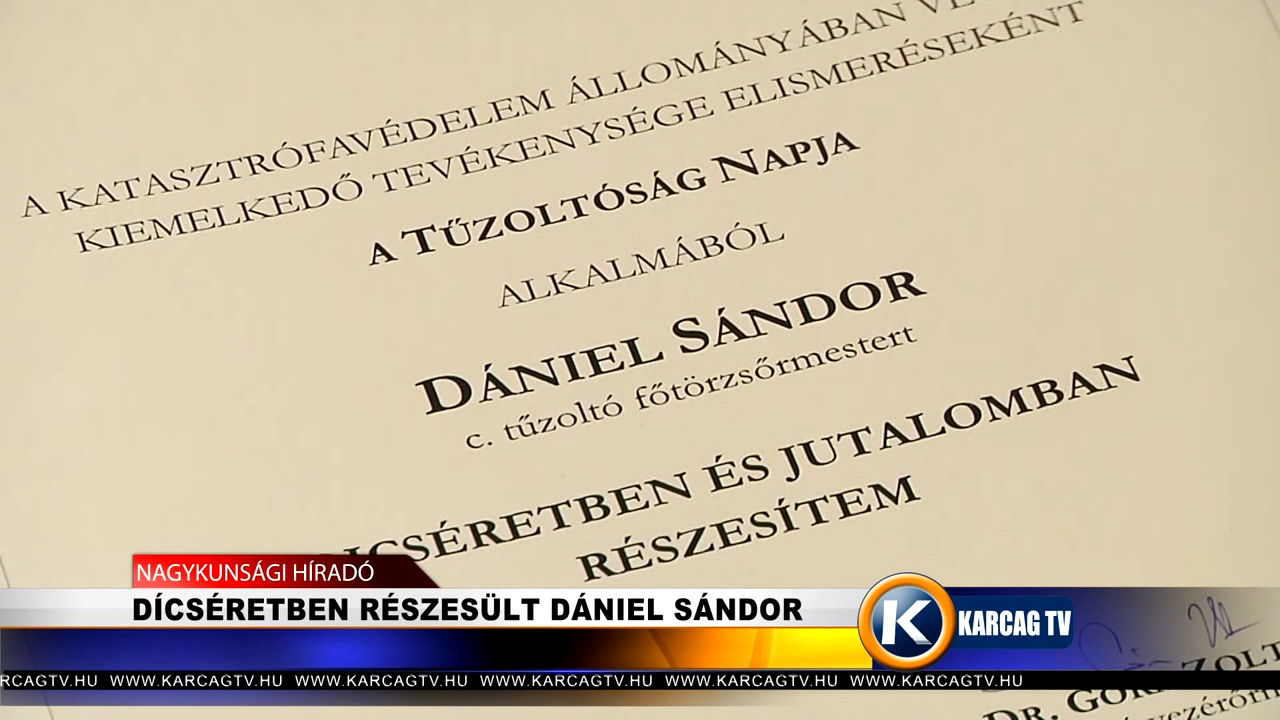 A KATASZTRÓFAVÉDELEM ÁLLOMÁNYÁBAN
KIEMELKEDŐ TEVÉKENYSÉGE ELISMERÉSEKÉNT
A TŰZOLTÓSÁG NAPJA
ALKALMÁBÓL
DÁNIEL SÁNDOR
c. tűzoltó főtörzsőrmestert
DICSÉRETBEN ÉS JUTALOMBAN
RÉSZESÍTEM
NAGYKUNSÁGI HÍRADÓ
DÍCSÉRETBEN RÉSZESÜLT DÁNIEL SÁNDOR
K KARCAG TV
DR.
RCAGTV.HU WWW.KARCAGTV.HU WWW.KARCAGTV.HU WWW.KARCAGTV.HU WWW.KARCAGTV.HU WWW.KARCAGTV.HU